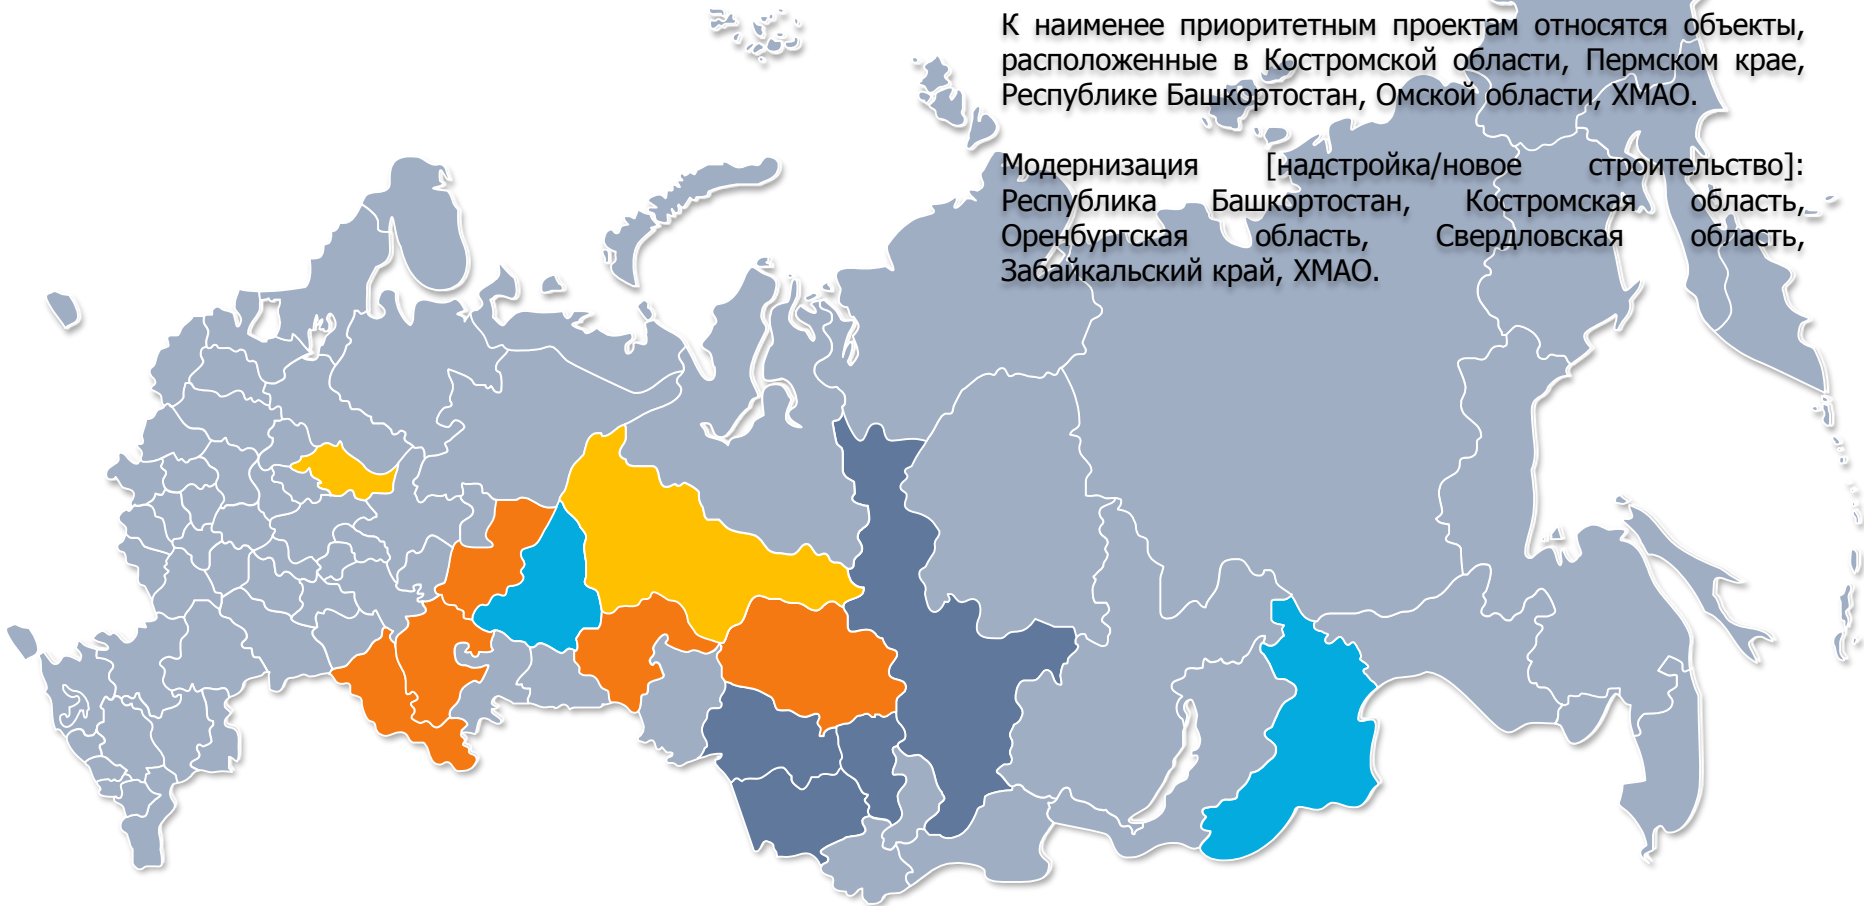 К наименее приоритетным проектам относятся объекты,
расположенные в Костромской области, Пермском крае,
Республике Башкортостан, Омской области, ХМАО.
Модернизация [надстройка/новое строительство]:
Республика Башкортостан, Костромская область,
Оренбургская область, Свердловская область,
Забайкальский край, ХМАО.